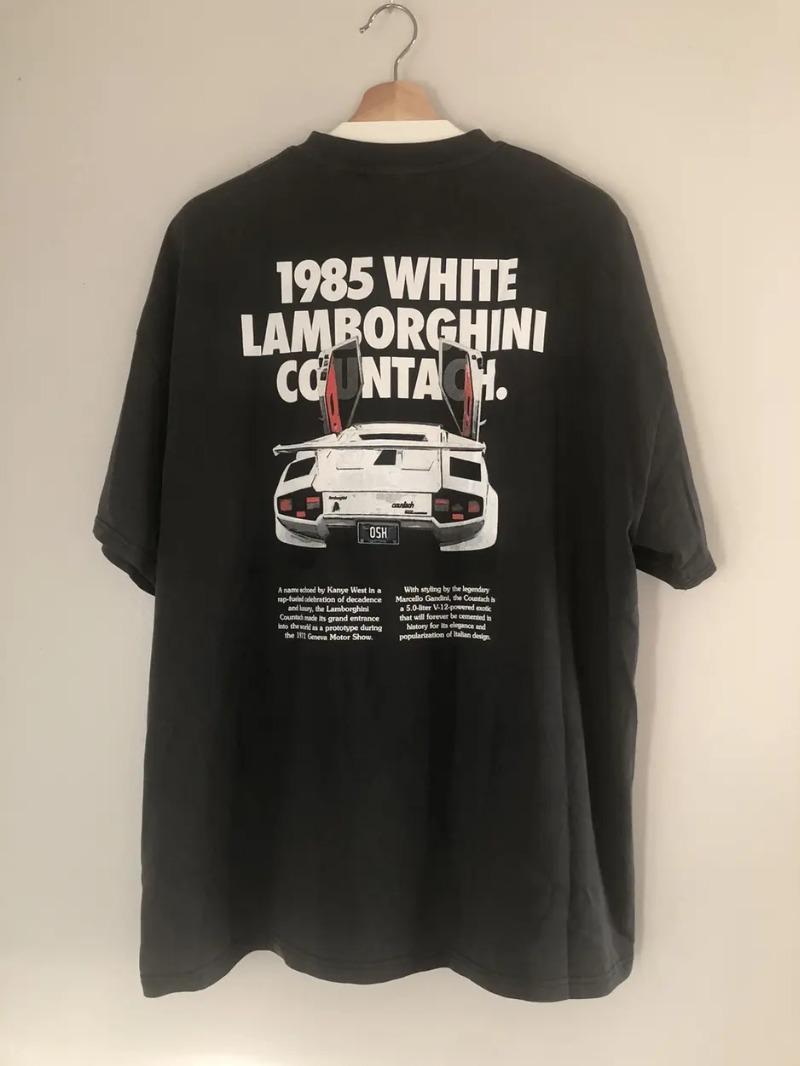 1985 WHITE
LAMBORGHINI
COUNTACH.
lamborghini
countach
OSH
A name echoed by Kanye West in a
rap-fueled celebration of decadence
and luxury, the Lamborghini
Countach made its grand entrance
into the world as a prototype during
the 1971 Geneva Motor Show.
With styling by the legendary
Marcello Gandini, the Countach is
a 5.0-liter V-12-powered exotic
that will forever be cemented in
history for its elegance and
popularization of Italian design.